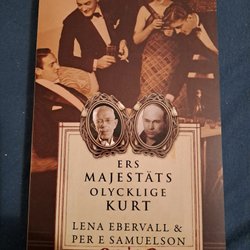 ERS
MAJESTÄTS
OLYCKLIGE
KURT
LENA EBERVALL &
PER E SAMUELSON